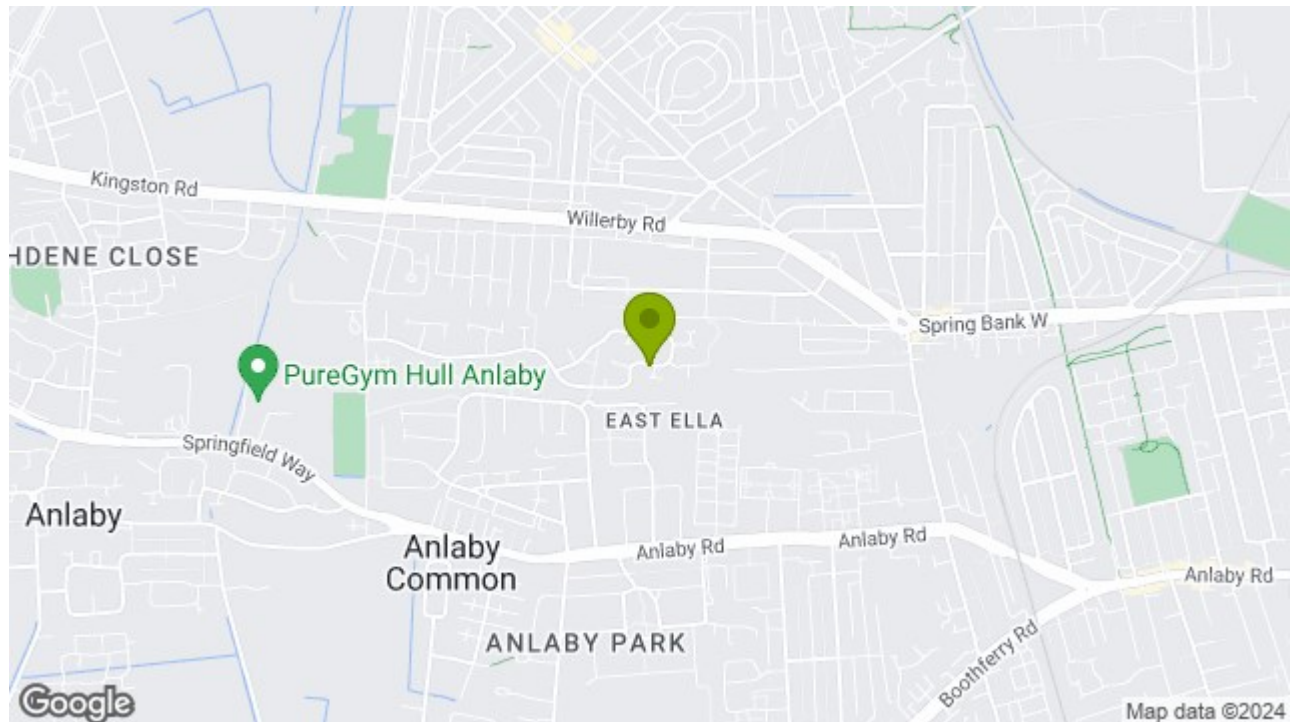 Kingston Rd
Willerby Rd
HDENE CLOSE
Spring Bank W
PureGym Hull Anlaby
EAST ELLA
Springfield Way
Anlaby
Anlaby
Common
Anlaby Rd
Anlaby Rd
Anlaby Rd
ANLABY PARK
Boothferry Rd
Google
Map data ©2024